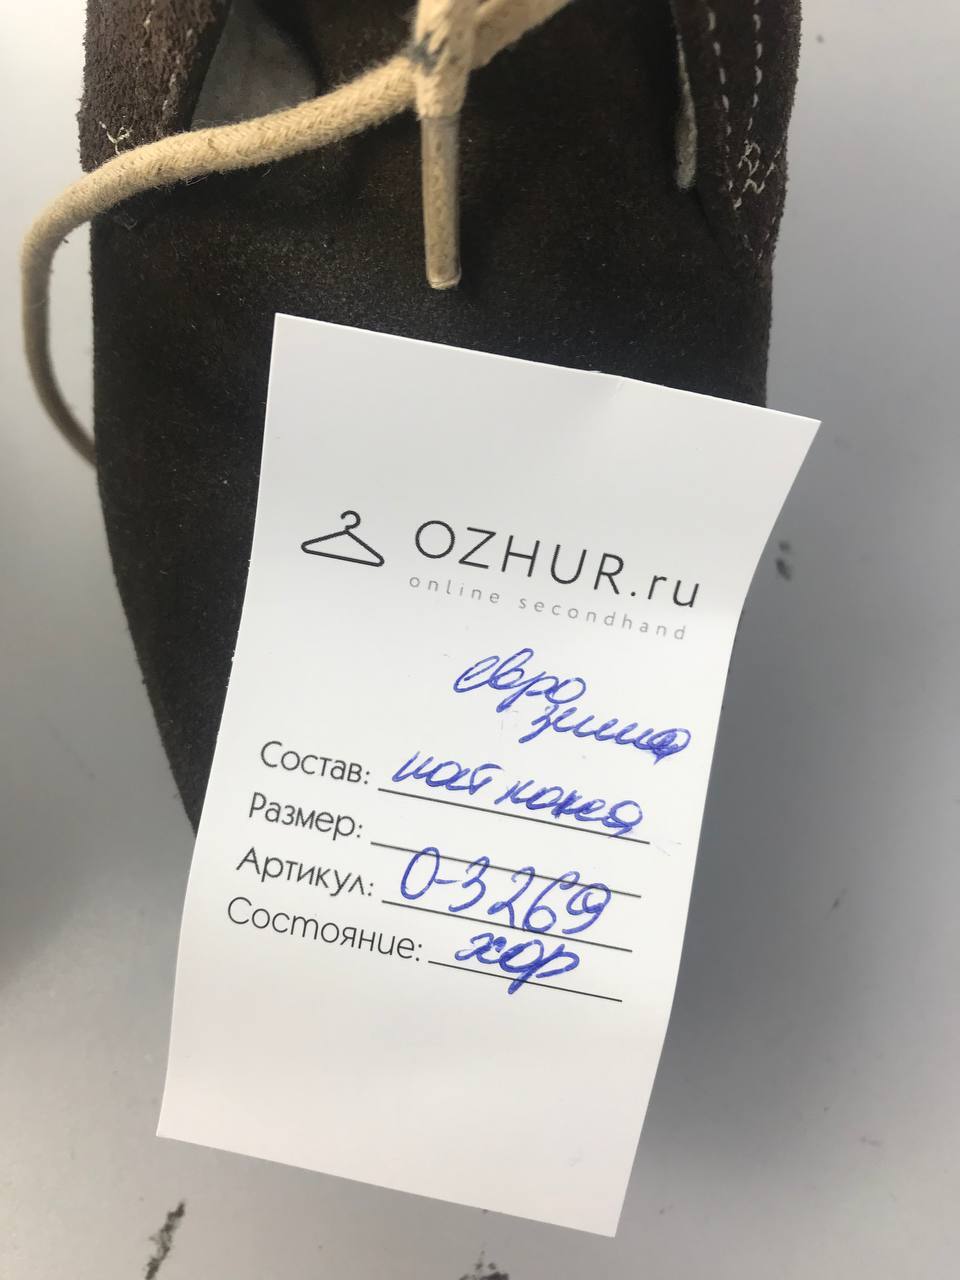 OZHUR.ru
online secondhand
евро
зима
Состав: нат кожа
Размер:
Артикул: 0-3269
Состояние: хор